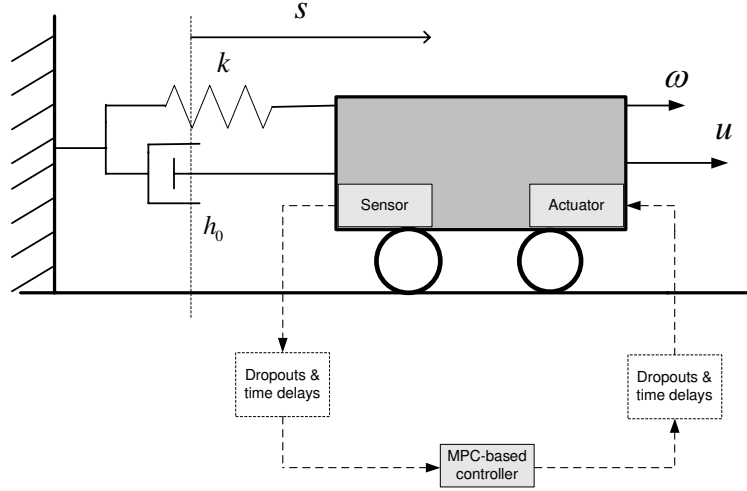 s
k
ω
u
Sensor
Actuator
h₀
Dropouts &
time delays
Dropouts &
time delays
MPC-based
controller